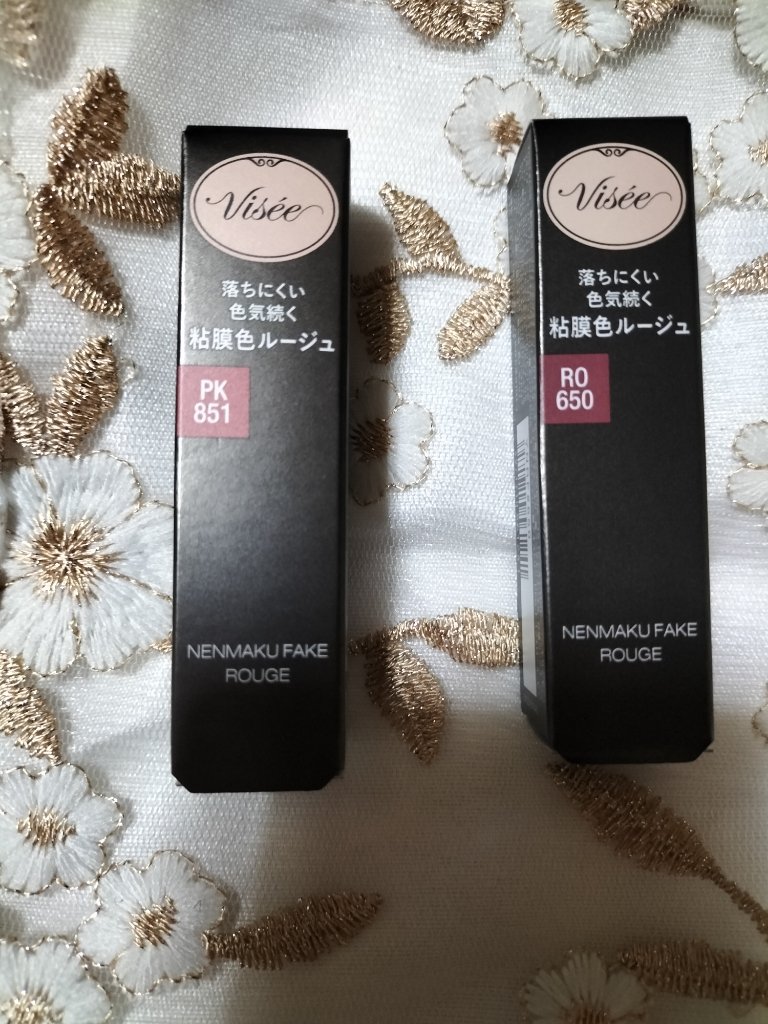 Visée
落ちにくい
色気続く
粘膜色ルージュ
PK
851
NENMAKU FAKE
ROUGE
Visée
落ちにくい
色気続く
粘膜色ルージュ
RO
650
NENMAKU FAKE
ROUGE